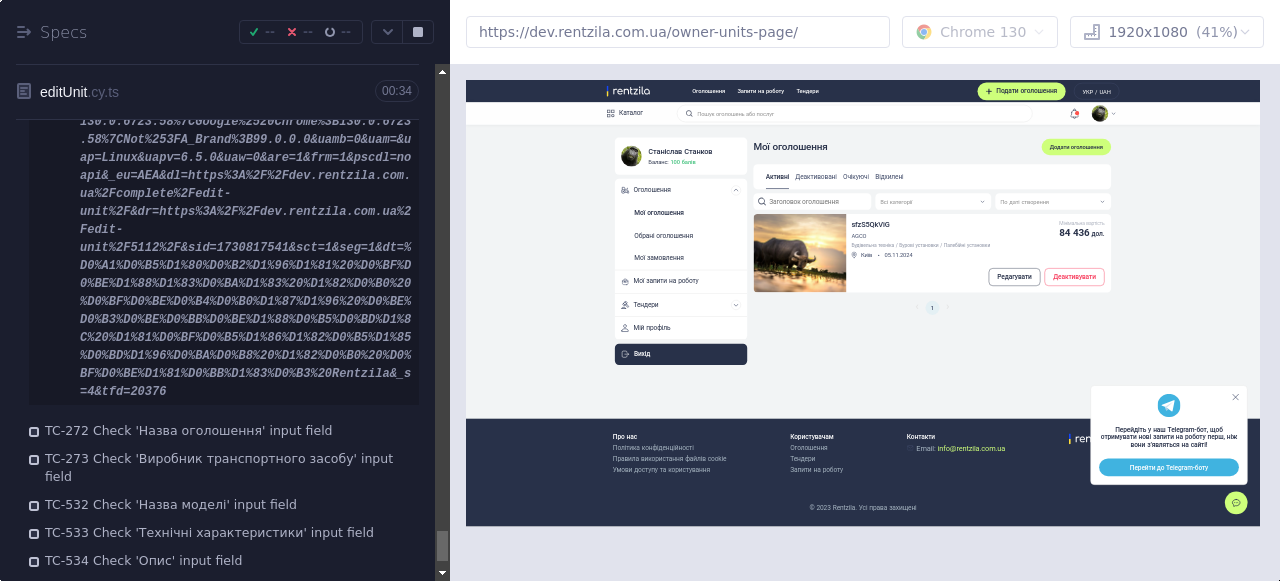 Specs
--
--
--
https://dev.rentzila.com.ua/owner-units-page/
Chrome 130
1920x1080 (41%)
editUnit.cy.ts
00:34
.58%7CNot%253FA_Brand%3B99.0.0.0&uamb=0&uam=&u
ap=Linux&uapv=6.5.0&uaw=0&are=1&frm=1&pscdl=no
api&_eu=AEA&dl=https%3A%2F%2Fdev.rentzila.com.
ua%2Fcomplete%2Fedit-
unit%2F&dr=https%3A%2F%2Fdev.rentzila.com.ua%2
Fedit-
unit%2F5112%2F&sid=1730817541&sct=1&seg=1&dt=%
D0%A1%D0%B5%D1%80%D0%B2%D1%96%D1%81%20%D0%BF%D
0%BE%D1%88%D1%83%D0%BA%D1%83%20%D1%82%D0%B0%20
%D0%BF%D0%BE%D0%B4%D0%B0%D1%87%D1%96%20%D0%BE%
D0%B3%D0%BE%D0%BB%D0%BE%D1%88%D0%B5%D0%BD%D1%8
C%20%D1%81%D0%BF%D0%B5%D1%86%D1%82%D0%B5%D1%85
%D0%BD%D1%96%D0%BA%D0%B8%20%D1%82%D0%B0%20%D0%
BF%D0%BE%D1%81%D0%BB%D1%83%D0%B3%20Rentzila&_s
=4&tfd=20376
TC-272 Check 'Назва оголошення' input field
TC-273 Check 'Виробник транспортного засобу' input
field
TC-532 Check 'Назва моделі' input field
TC-533 Check 'Технічні характеристики' input field
TC-534 Check 'Опис' input field
rentzila
Оголошення
Запити на роботу
Тендери
Подати оголошення
УКР / UAH
Каталог
Пошук оголошень або послуг
Станіслав Станков
Баланс: 100 балів
Оголошення
Мої оголошення
Обрані оголошення
Мої замовлення
Мої запити на роботу
Тендери
Мій профіль
Вихід
Мої оголошення
Додати оголошення
Активні
Деактивовані
Очікуючі
Відхилені
Заголовок оголошення
Всі категорії
По даті створення
sfzS5QkViG
AGCO
Будівельна техніка / Бурові установки / Палебійні установки
Київ • 05.11.2024
Мінімальна вартість:
84 436 дол.
Редагувати
Деактивувати
1
Про нас
Політика конфіденційності
Правила використання файлів cookie
Умови доступу та користування
Користувачам
Оголошення
Тендери
Запити на роботу
Контакти
Email: info@rentzila.com.ua
ren
© 2023 Rentzila. Усі права захищені
Перейдіть у наш Telegram-бот, щоб
отримувати нові запити на роботу перш, ніж
вони з'являться на сайті!
Перейти до Telegram-боту